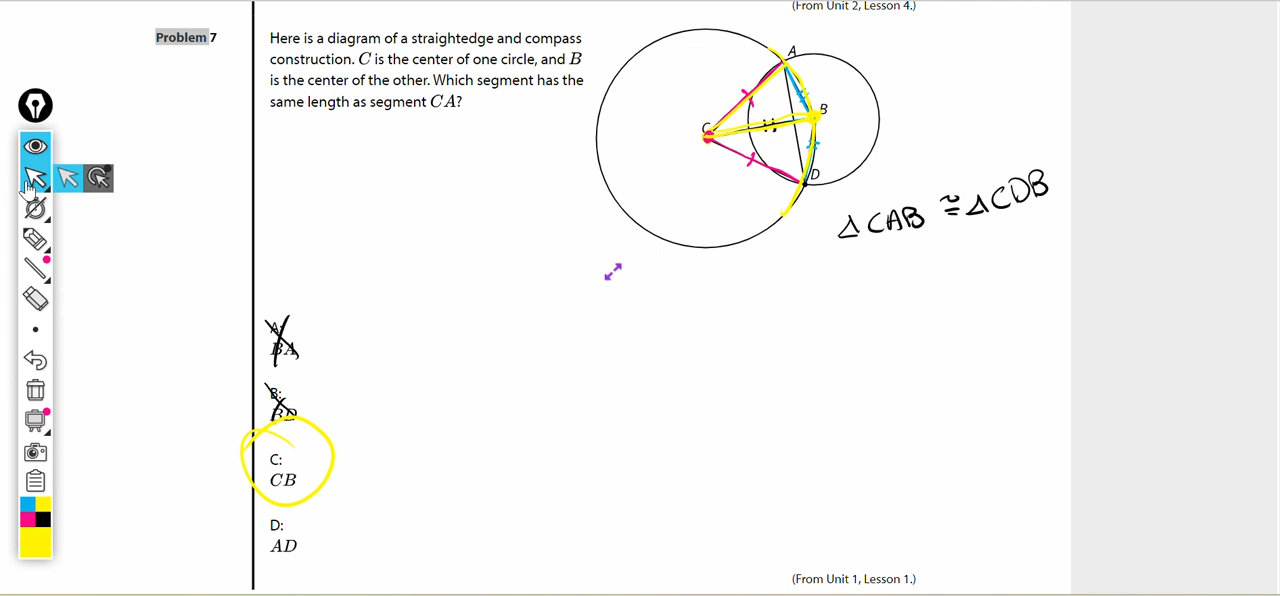 (From Unit 2, Lesson 4.)
Problem 7
Here is a diagram of a straightedge and compass
construction. C is the center of one circle, and B
is the center of the other. Which segment has the
same length as segment CA?
A
B
C
D
△CAB ≅ △CDB
A:
BA
B:
BD
C:
CB
D:
AD
(From Unit 1, Lesson 1.)